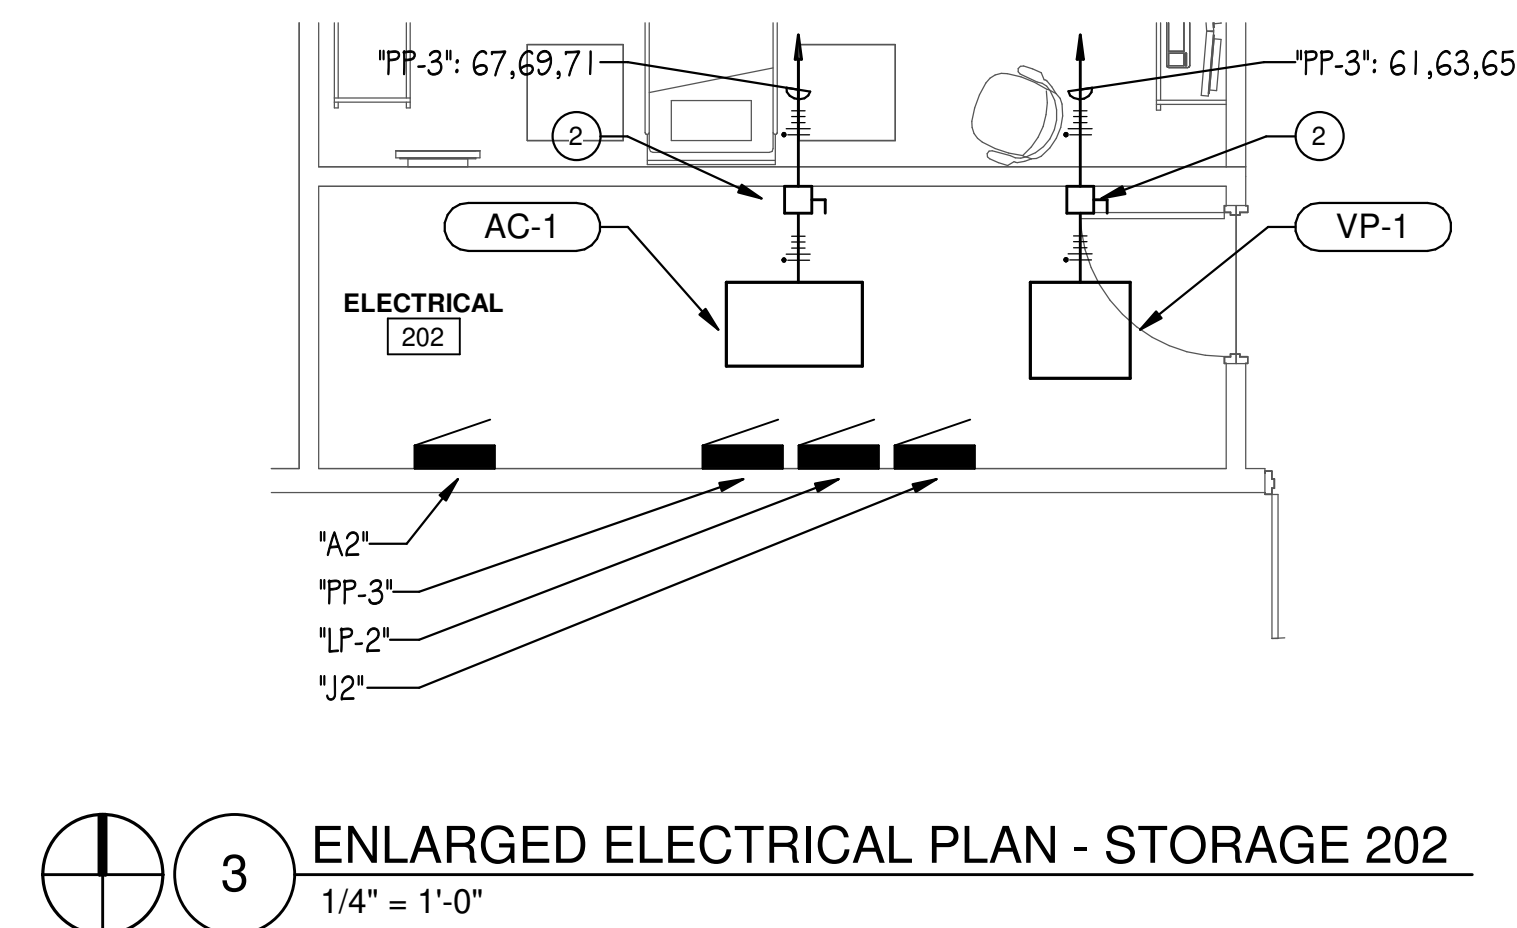 "PP-3": 67,69,71
"PP-3": 61,63,65
2
2
AC-1
VP-1
ELECTRICAL
202
"A2"
"PP-3"
"LP-2"
"J2"
3
ENLARGED ELECTRICAL PLAN - STORAGE 202
1/4" = 1'-0"